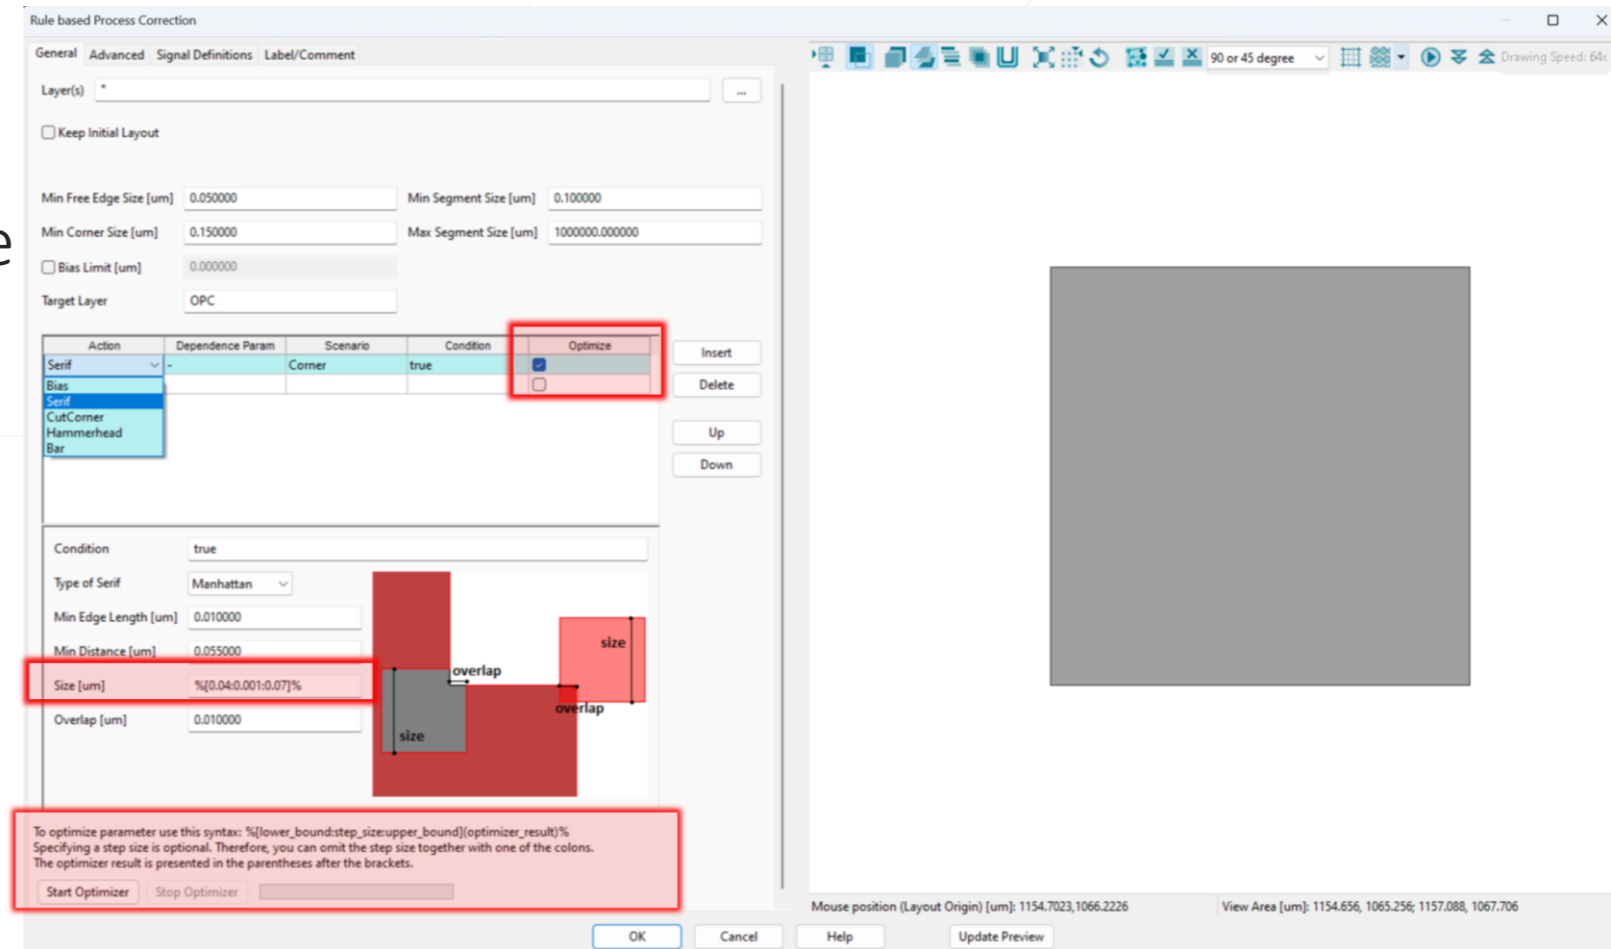 Rule based Process Correction
General Advanced Signal Definitions Label/Comment
90 or 45 degree
Drawing Speed: 64x
Layer(s) *
...
Keep Initial Layout
Min Free Edge Size [um] 0.050000 Min Segment Size [um] 0.100000
e
Min Corner Size [um] 0.150000 Max Segment Size [um] 1000000.000000
Bias Limit [um] 0.000000
Target Layer OPC
Action Dependence Param Scenario Condition Optimize
Insert
Serif - Corner true
Bias
Delete
Serif
CutCorner
Hammerhead
Up
Bar
Down
Condition true
Type of Serif Manhattan
Min Edge Length [um] 0.010000
Min Distance [um] 0.055000
size
overlap
Size [um] %[0.04:0.001:0.07]%
overlap
Overlap [um] 0.010000
size
To optimize parameter use this syntax: %[lower_bound:step_size:upper_bound](optimizer_result)%
Specifying a step size is optional. Therefore, you can omit the step size together with one of the colons.
The optimizer result is presented in the parentheses after the brackets.
Start Optimizer Stop Optimizer
Mouse position (Layout Origin) [um]: 1154.7023,1066.2226 View Area [um]: 1154.656, 1065.256; 1157.088, 1067.706
OK Cancel Help Update Preview